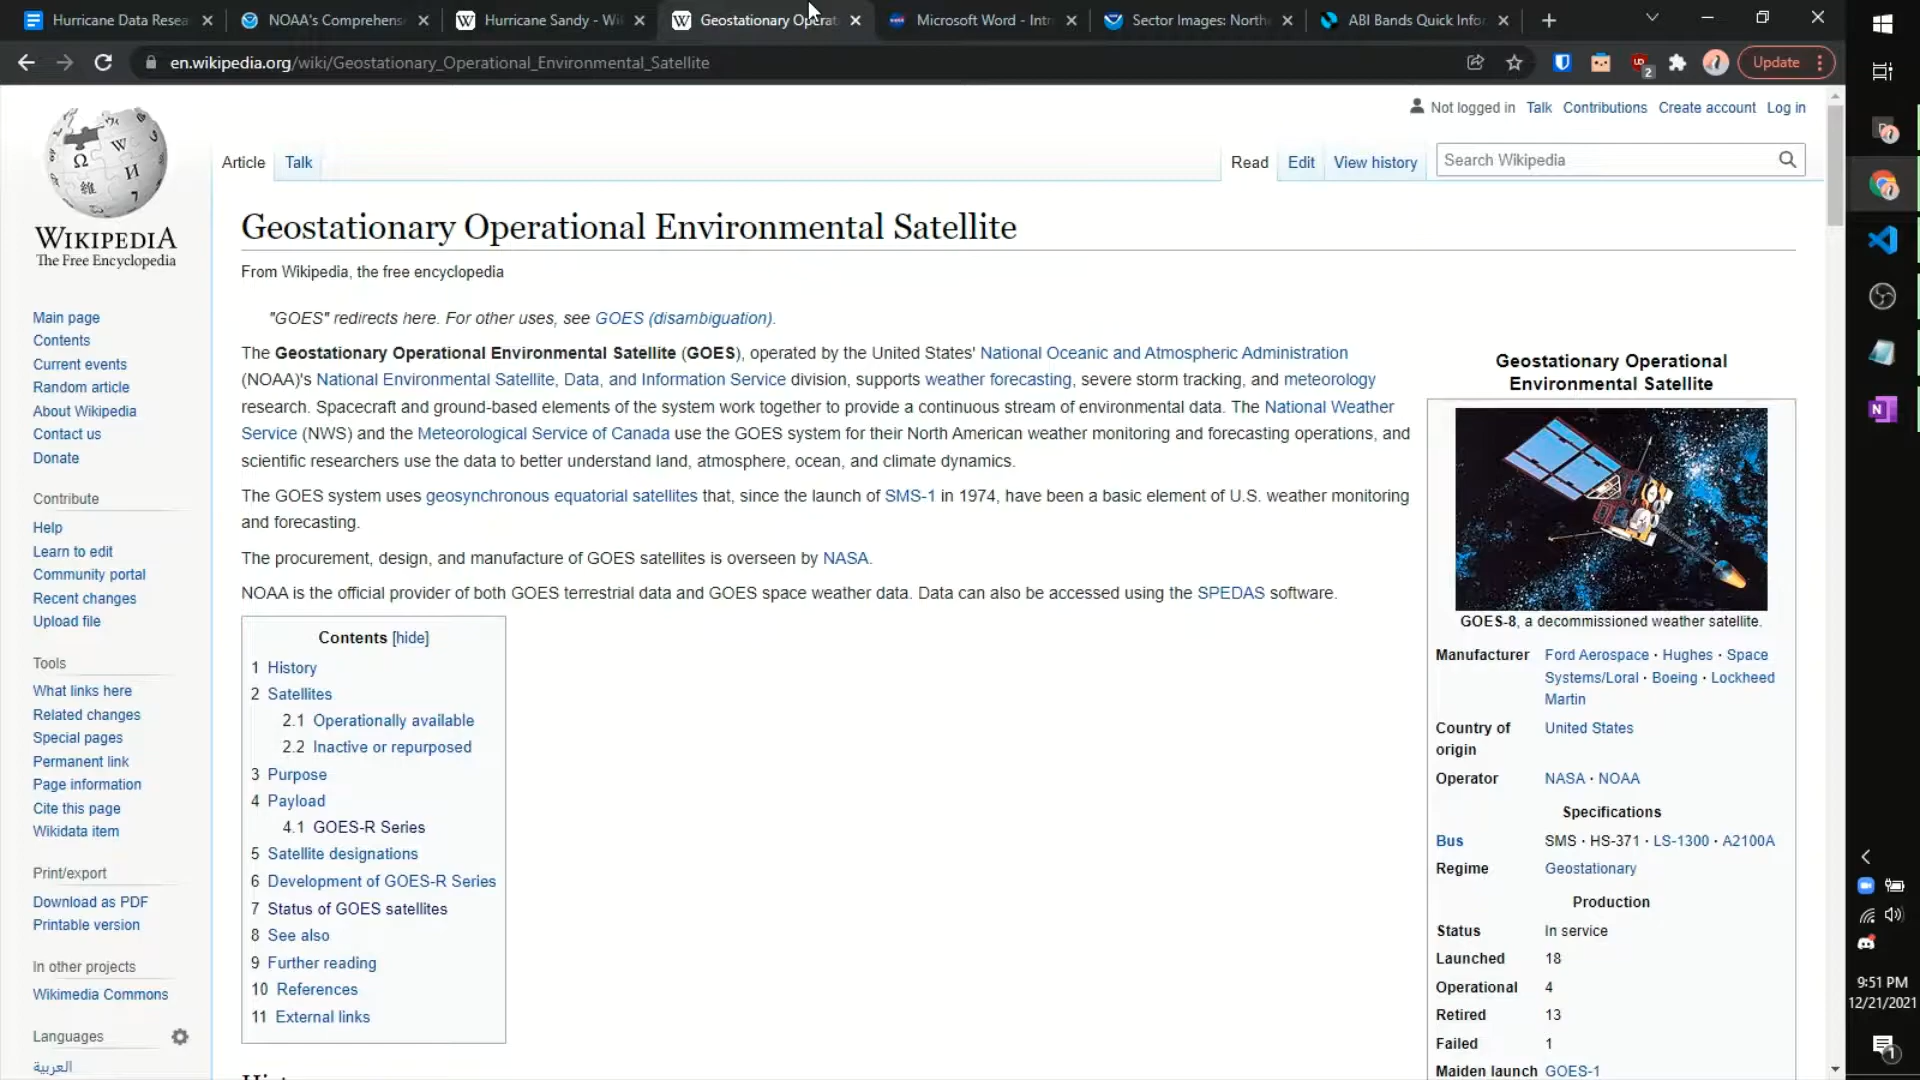 Hurricane Data Resea
NOAA's Comprehens
Hurricane Sandy - Wi
Geostationary Operat
Microsoft Word - Intr
Sector Images: North
ABI Bands Quick Infor
en.wikipedia.org/wiki/Geostationary_Operational_Environmental_Satellite
2
Update
Not logged in Talk Contributions Create account Log in
Article Talk
Read Edit View history
Search Wikipedia
WIKIPEDIA
The Free Encyclopedia
Main page
Contents
Current events
Random article
About Wikipedia
Contact us
Donate
Contribute
Help
Learn to edit
Community portal
Recent changes
Upload file
Tools
What links here
Related changes
Special pages
Permanent link
Page information
Cite this page
Wikidata item
Print/export
Download as PDF
Printable version
In other projects
Wikimedia Commons
Languages
العربية
Geostationary Operational Environmental Satellite
From Wikipedia, the free encyclopedia
"GOES" redirects here. For other uses, see GOES (disambiguation).
The Geostationary Operational Environmental Satellite (GOES), operated by the United States' National Oceanic and Atmospheric Administration
(NOAA)'s National Environmental Satellite, Data, and Information Service division, supports weather forecasting, severe storm tracking, and meteorology
research. Spacecraft and ground-based elements of the system work together to provide a continuous stream of environmental data. The National Weather
Service (NWS) and the Meteorological Service of Canada use the GOES system for their North American weather monitoring and forecasting operations, and
scientific researchers use the data to better understand land, atmosphere, ocean, and climate dynamics.
The GOES system uses geosynchronous equatorial satellites that, since the launch of SMS-1 in 1974, have been a basic element of U.S. weather monitoring
and forecasting.
The procurement, design, and manufacture of GOES satellites is overseen by NASA.
NOAA is the official provider of both GOES terrestrial data and GOES space weather data. Data can also be accessed using the SPEDAS software.
Contents [hide]
1 History
2 Satellites
2.1 Operationally available
2.2 Inactive or repurposed
3 Purpose
4 Payload
4.1 GOES-R Series
5 Satellite designations
6 Development of GOES-R Series
7 Status of GOES satellites
8 See also
9 Further reading
10 References
11 External links
Geostationary Operational
Environmental Satellite
GOES-8, a decommissioned weather satellite.
Manufacturer Ford Aerospace · Hughes · Space
Systems/Loral · Boeing · Lockheed
Martin
Country of United States
origin
Operator NASA · NOAA
Specifications
Bus SMS · HS-371 · LS-1300 · A2100A
Regime Geostationary
Production
Status In service
Launched 18
Operational 4
Retired 13
Failed 1
Maiden launch GOES-1
9:51 PM
12/21/2021
1